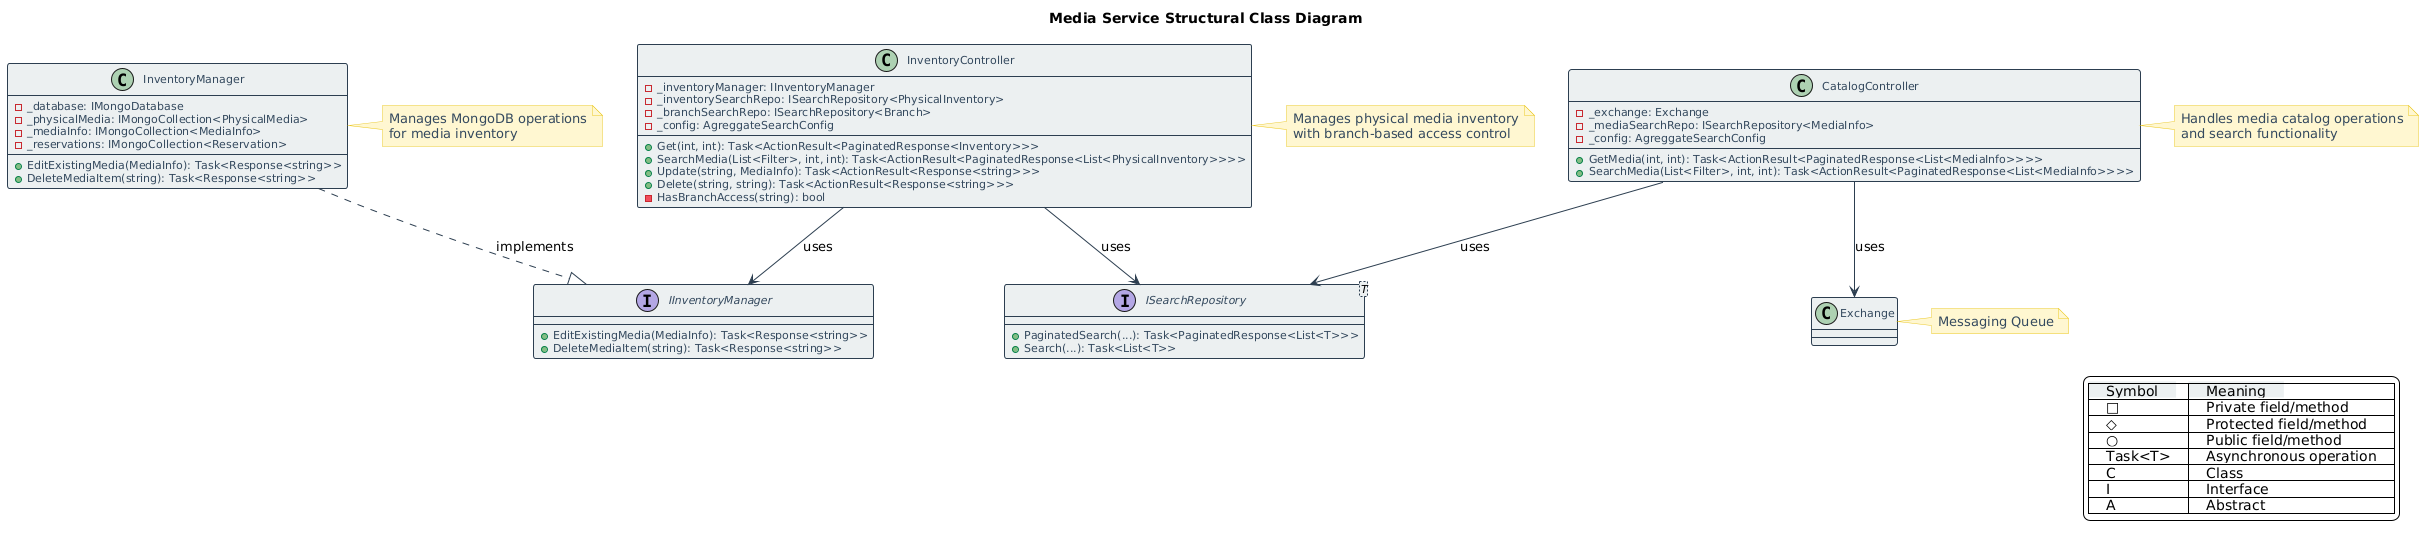 Media Service Structural Class Diagram
C InventoryManager
_database: IMongoDatabase
_physicalMedia: IMongoCollection<PhysicalMedia>
_mediaInfo: IMongoCollection<MediaInfo>
_reservations: IMongoCollection<Reservation>
EditExistingMedia(MediaInfo): Task<Response<string>>
DeleteMediaItem(string): Task<Response<string>>
Manages MongoDB operations
for media inventory
C InventoryController
_inventoryManager: IInventoryManager
_inventorySearchRepo: ISearchRepository<PhysicalInventory>
_branchSearchRepo: ISearchRepository<Branch>
_config: AgreggateSearchConfig
Get(int, int): Task<ActionResult<PaginatedResponse<Inventory>>>
SearchMedia(List<Filter>, int, int): Task<ActionResult<PaginatedResponse<List<PhysicalInventory>>>>
Update(string, MediaInfo): Task<ActionResult<Response<string>>>
Delete(string, string): Task<ActionResult<Response<string>>>
HasBranchAccess(string): bool
Manages physical media inventory
with branch-based access control
C CatalogController
_exchange: Exchange
_mediaSearchRepo: ISearchRepository<MediaInfo>
_config: AgreggateSearchConfig
GetMedia(int, int): Task<ActionResult<PaginatedResponse<List<MediaInfo>>>>
SearchMedia(List<Filter>, int, int): Task<ActionResult<PaginatedResponse<List<MediaInfo>>>>
Handles media catalog operations
and search functionality
implements
uses
uses
uses
uses
I IInventoryManager
EditExistingMedia(MediaInfo): Task<Response<string>>
DeleteMediaItem(string): Task<Response<string>>
I ISearchRepository
T
PaginatedSearch(...): Task<PaginatedResponse<List<T>>>
Search(...): Task<List<T>>
C Exchange
Messaging Queue
Symbol Meaning
□ Private field/method
◇ Protected field/method
○ Public field/method
Task<T> Asynchronous operation
C Class
I Interface
A Abstract